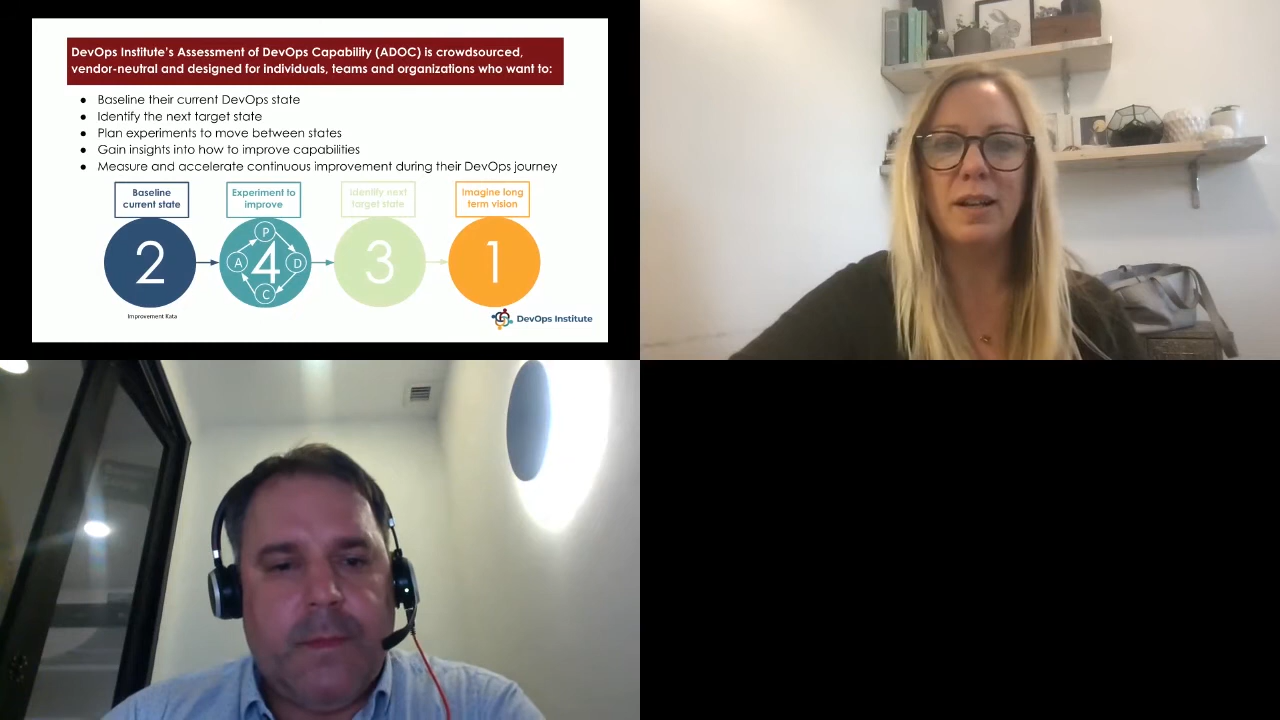 DevOps Institute's Assessment of DevOps Capability (ADOC) is crowdsourced,
vendor-neutral and designed for individuals, teams and organizations who want to:
● Baseline their current DevOps state
● Identify the next target state
● Plan experiments to move between states
● Gain insights into how to improve capabilities
● Measure and accelerate continuous improvement during their DevOps journey
Baseline
current state
Experiment to
improve
Identify next
target state
Imagine long
term vision
2
P
A
4
D
C
3
1
Improvement Kata
DevOps Institute